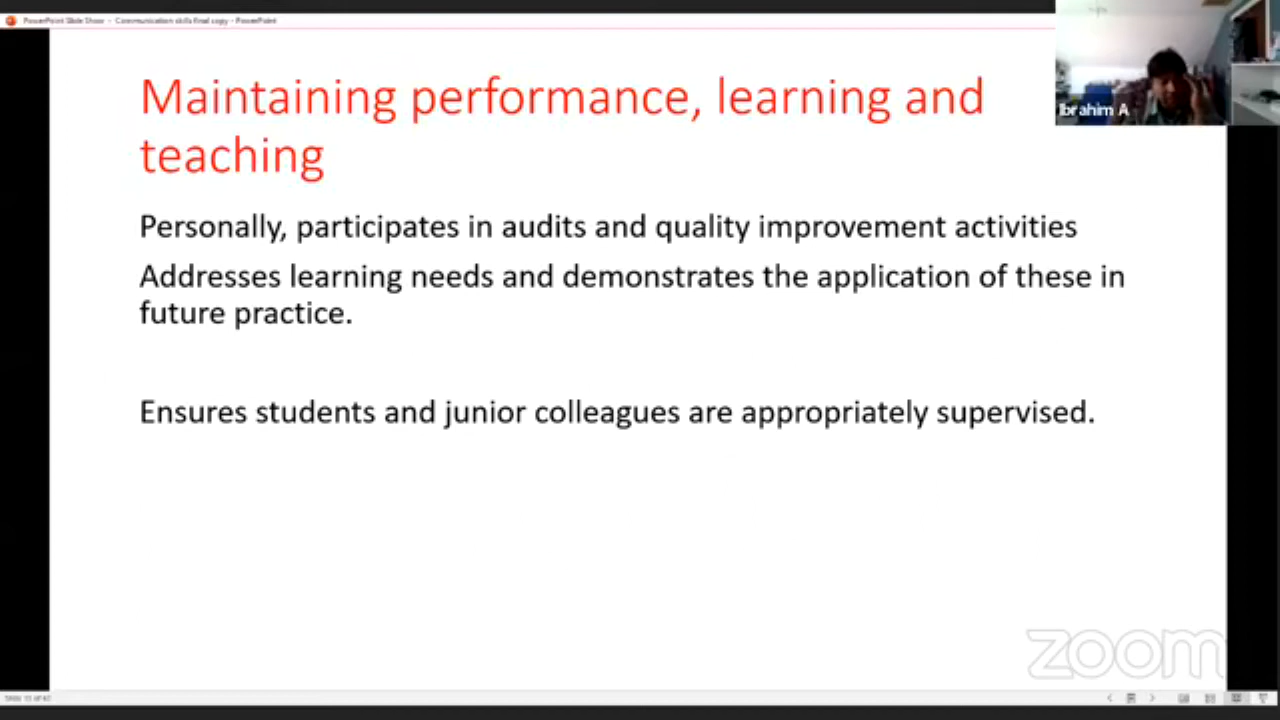 PowerPoint Slide Show - Communication skills final copy - PowerPoint
Ibrahim A
Maintaining performance, learning and
teaching
Personally, participates in audits and quality improvement activities
Addresses learning needs and demonstrates the application of these in
future practice.
Ensures students and junior colleagues are appropriately supervised.
zoom